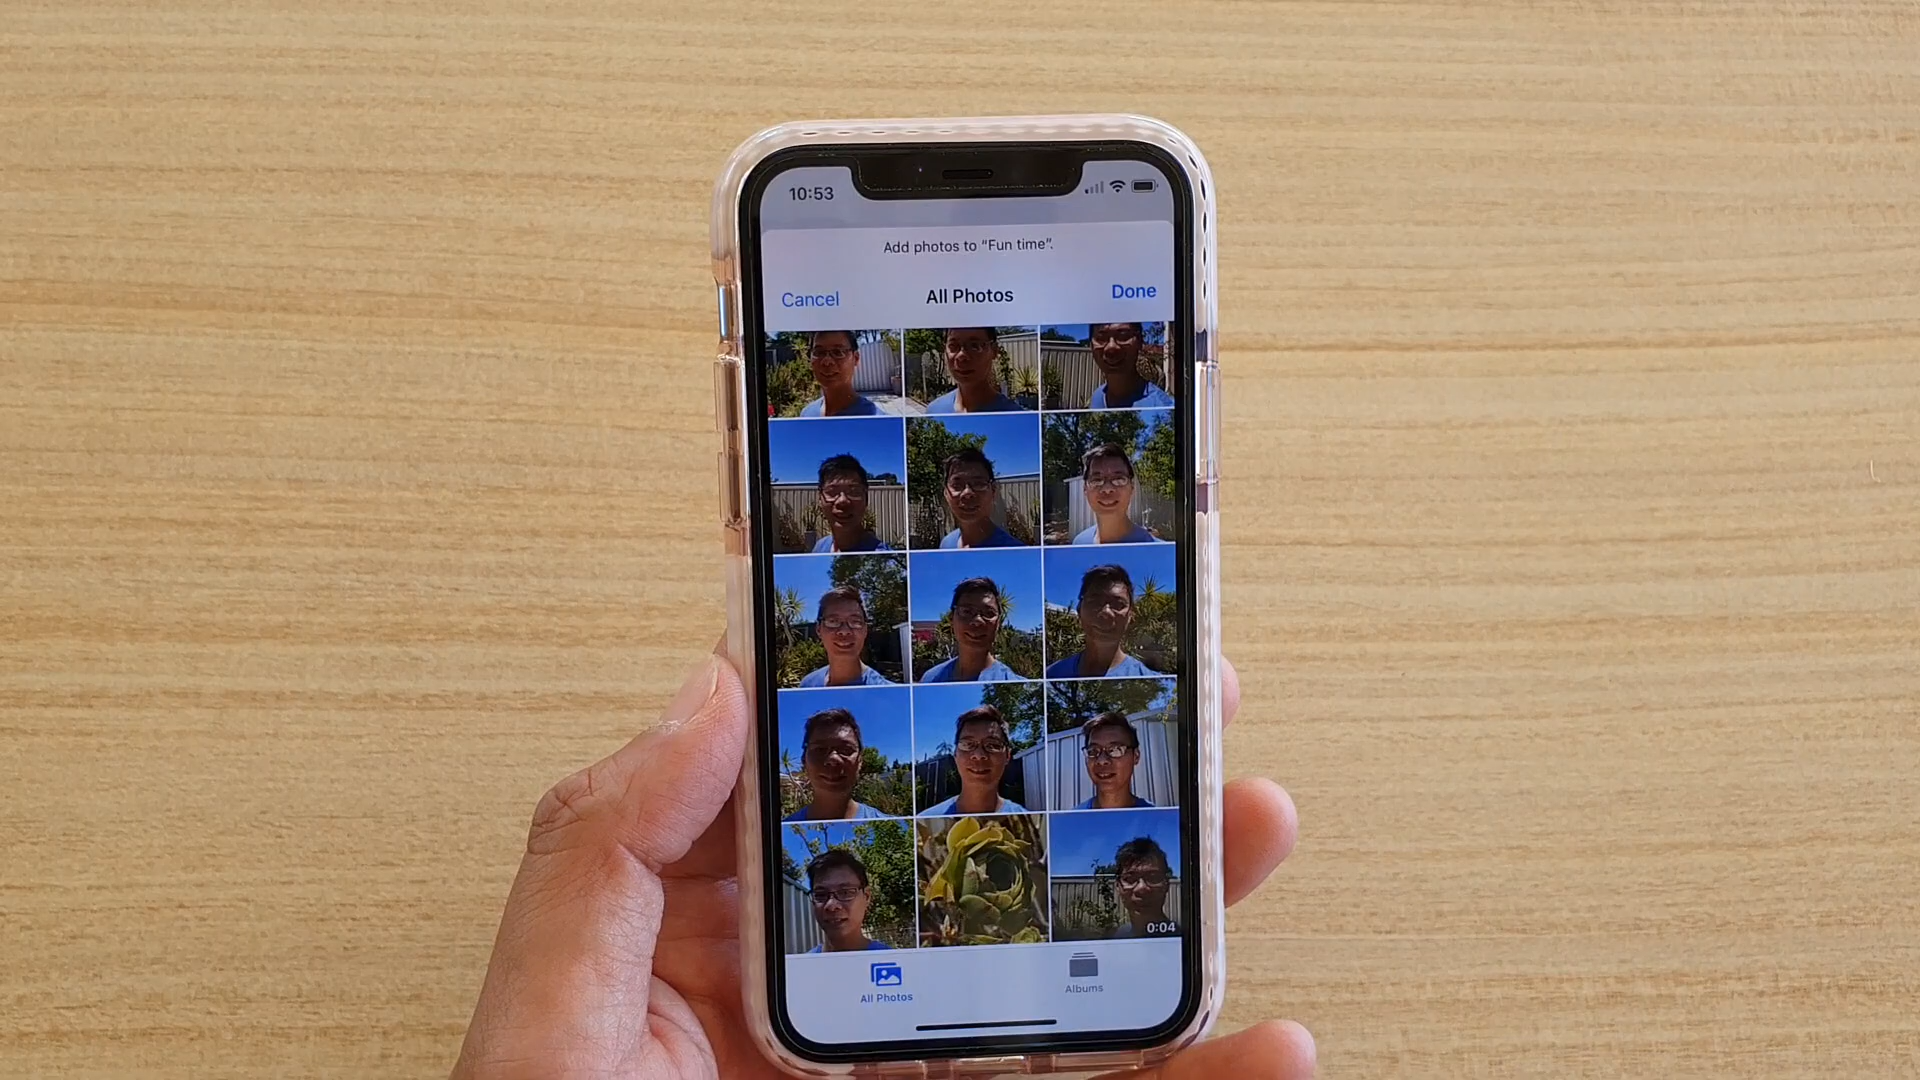 10:53
Add photos to “Fun time”.
Cancel
All Photos
Done
0:04
All Photos
Albums